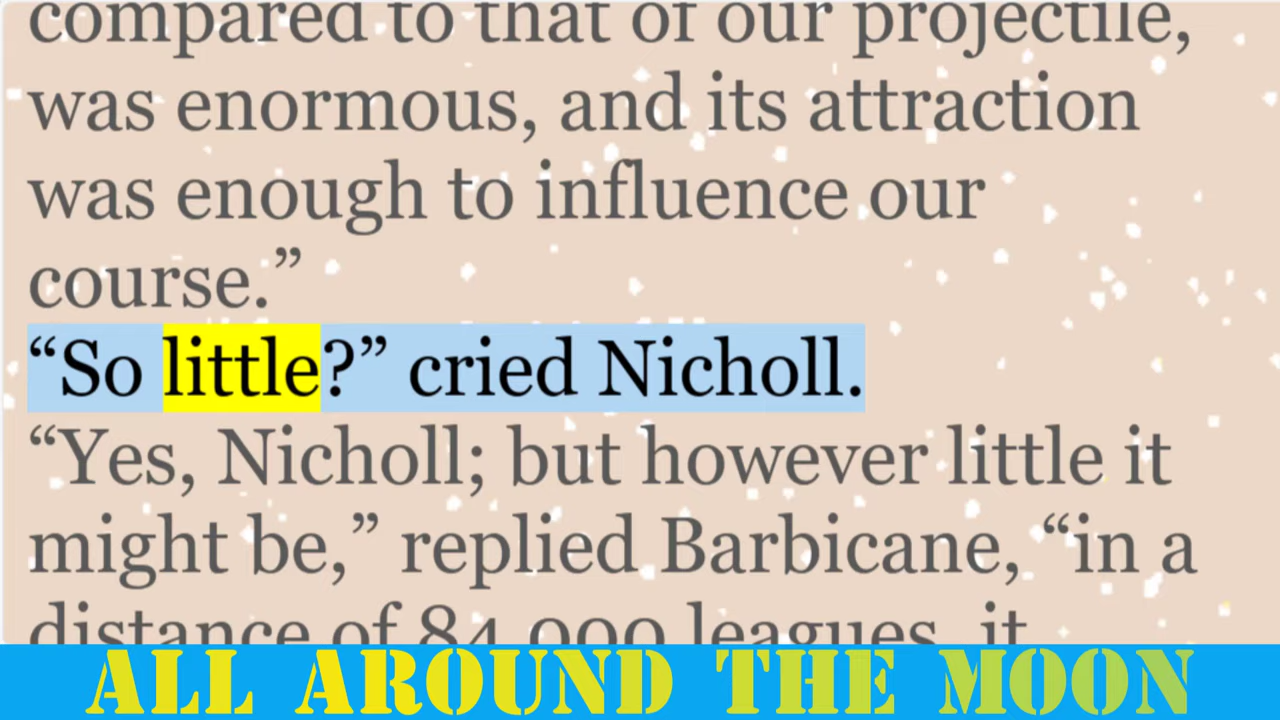 compared to that of our projectile,
was enormous, and its attraction
was enough to influence our
course.”
“So little?” cried Nicholl.
“Yes, Nicholl; but however little it
might be,” replied Barbicane, “in a
distance of 84,000 leagues, it
ALL AROUND THE MOON